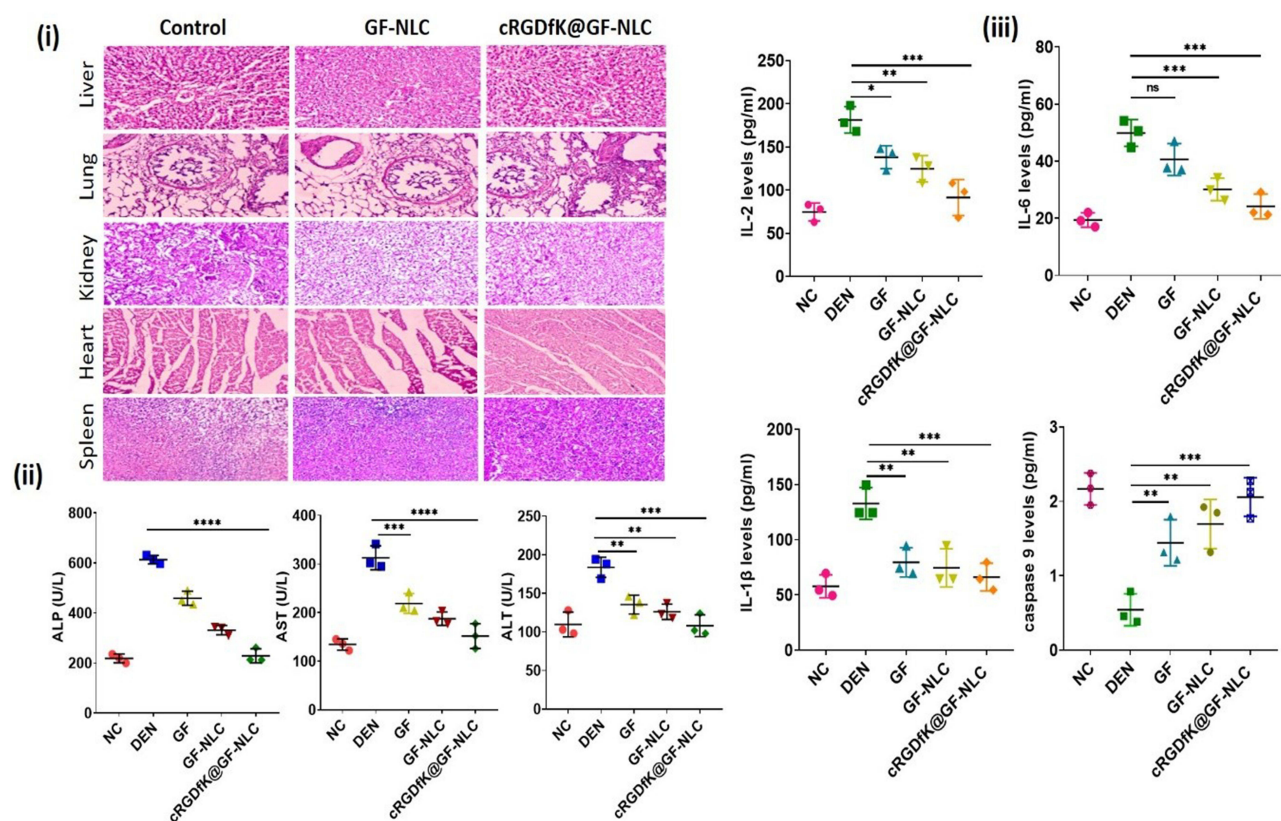 (i)
Control
GF-NLC
cRGDfK@GF-NLC
Liver
Lung
Kidney
Heart
Spleen
(ii)
ALP (U/L)
800
600
400
200
0
****
NC
DEN
GF
GF-NLC
cRGDfK@GF-NLC
AST (U/L)
400
300
200
100
0
****
***
NC
DEN
GF
GF-NLC
cRGDfK@GF-NLC
ALT (U/L)
250
200
150
100
50
0
***
**
**
NC
DEN
GF
GF-NLC
cRGDfK@GF-NLC
(iii)
IL-2 levels (pg/ml)
250
200
150
100
50
0
***
**
*
NC
DEN
GF
GF-NLC
cRGDfK@GF-NLC
IL-6 levels (pg/ml)
80
60
40
20
0
***
***
ns
NC
DEN
GF
GF-NLC
cRGDfK@GF-NLC
IL-1β levels (pg/ml)
200
150
100
50
0
***
**
**
NC
DEN
GF
GF-NLC
cRGDfK@GF-NLC
caspase 9 levels (pg/ml)
3
2
1
0
***
**
**
NC
DEN
GF
GF-NLC
cRGDfK@GF-NLC